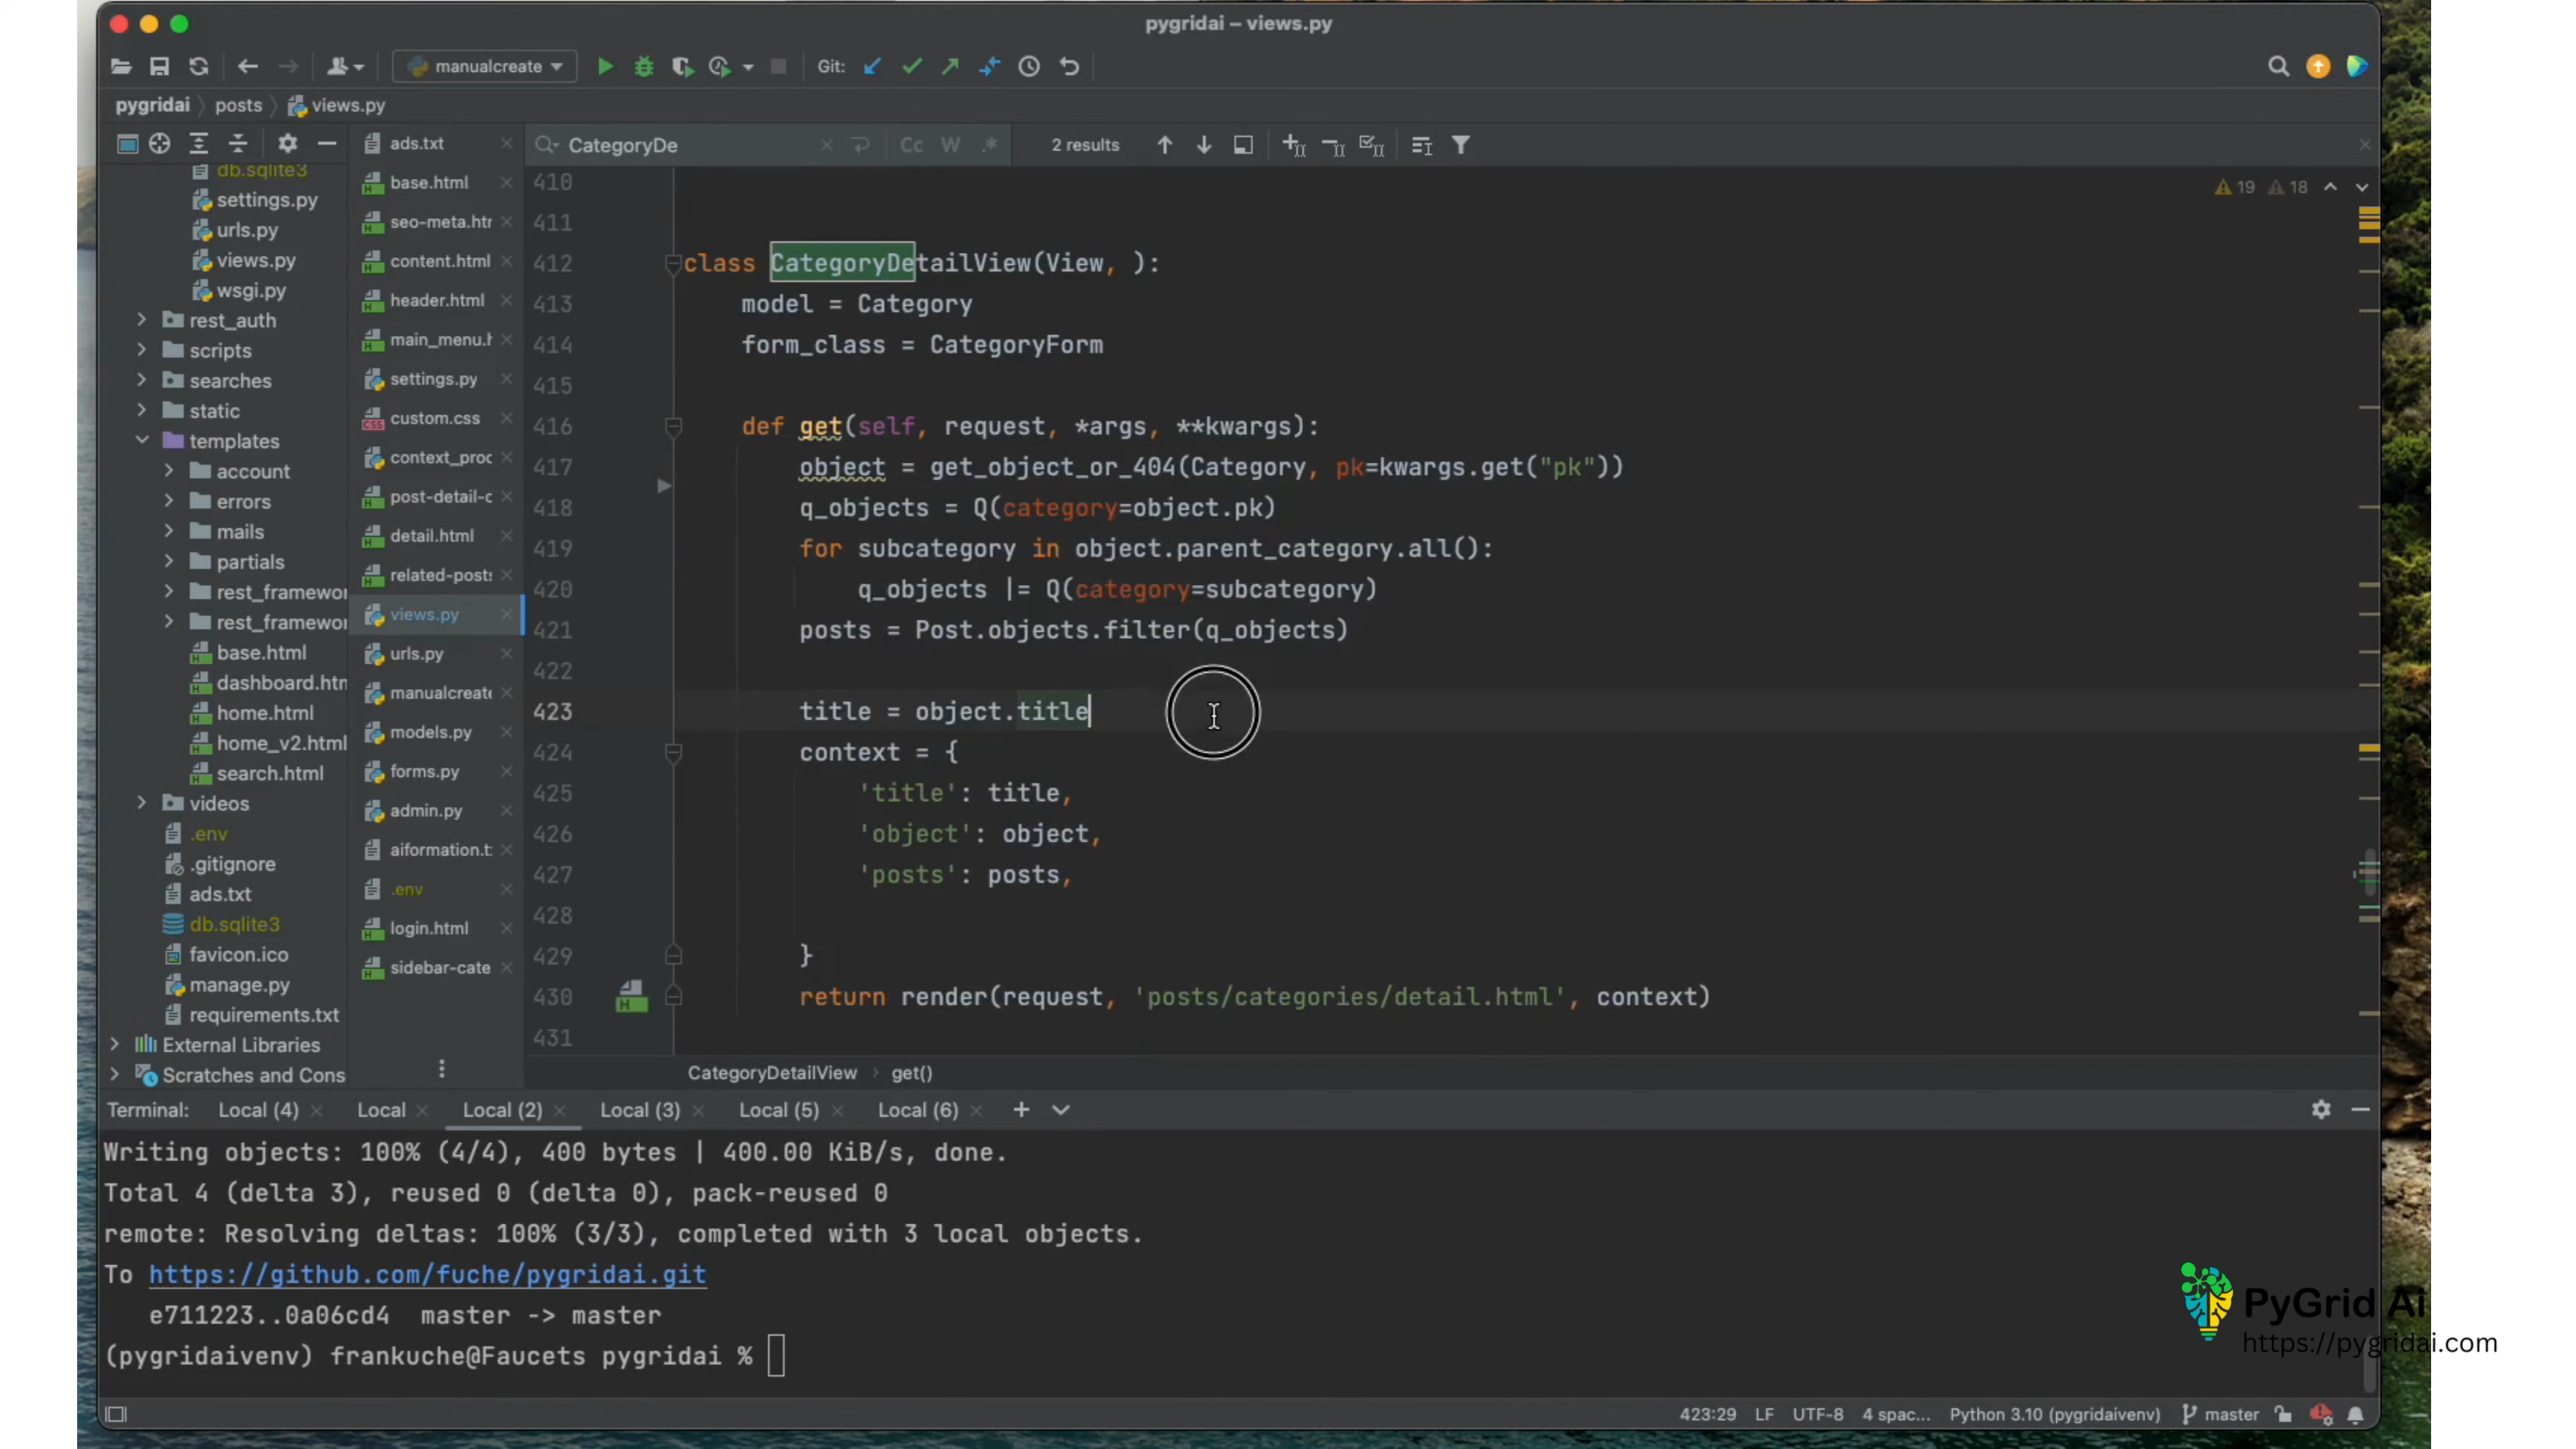 pygridai – views.py
manualcreate
Git:
pygridai posts views.py
ads.txt
CategoryDe
Cc W .*
2 results
19 18
db.sqlite3
settings.py
urls.py
views.py
wsgi.py
rest_auth
scripts
searches
static
templates
account
errors
mails
partials
rest_framewor
rest_framewor
base.html
dashboard.htm
home.html
home_v2.html
search.html
videos
.env
.gitignore
ads.txt
db.sqlite3
favicon.ico
manage.py
requirements.txt
External Libraries
Scratches and Cons
base.html
seo-meta.htm
content.html
header.html
main_menu.h
settings.py
custom.css
context_proc
post-detail-c
detail.html
related-posts
views.py
urls.py
manualcreate
models.py
forms.py
admin.py
aiformation.t
.env
login.html
sidebar-cate
410
411
412 class CategoryDetailView(View, ):
413 model = Category
414 form_class = CategoryForm
415
416 def get(self, request, *args, **kwargs):
417 object = get_object_or_404(Category, pk=kwargs.get("pk"))
418 q_objects = Q(category=object.pk)
419 for subcategory in object.parent_category.all():
420 q_objects |= Q(category=subcategory)
421 posts = Post.objects.filter(q_objects)
422
423 title = object.title
424 context = {
425 'title': title,
426 'object': object,
427 'posts': posts,
428
429 }
430 return render(request, 'posts/categories/detail.html', context)
431
CategoryDetailView get()
Terminal: Local (4) Local Local (2) Local (3) Local (5) Local (6)
Writing objects: 100% (4/4), 400 bytes | 400.00 KiB/s, done.
Total 4 (delta 3), reused 0 (delta 0), pack-reused 0
remote: Resolving deltas: 100% (3/3), completed with 3 local objects.
To https://github.com/fuche/pygridai.git
e711223..0a06cd4 master -> master
(pygridaivenv) frankuche@Faucets pygridai %
PyGrid Ai
https://pygridai.com
423:29 LF UTF-8 4 spac... Python 3.10 (pygridaivenv) master